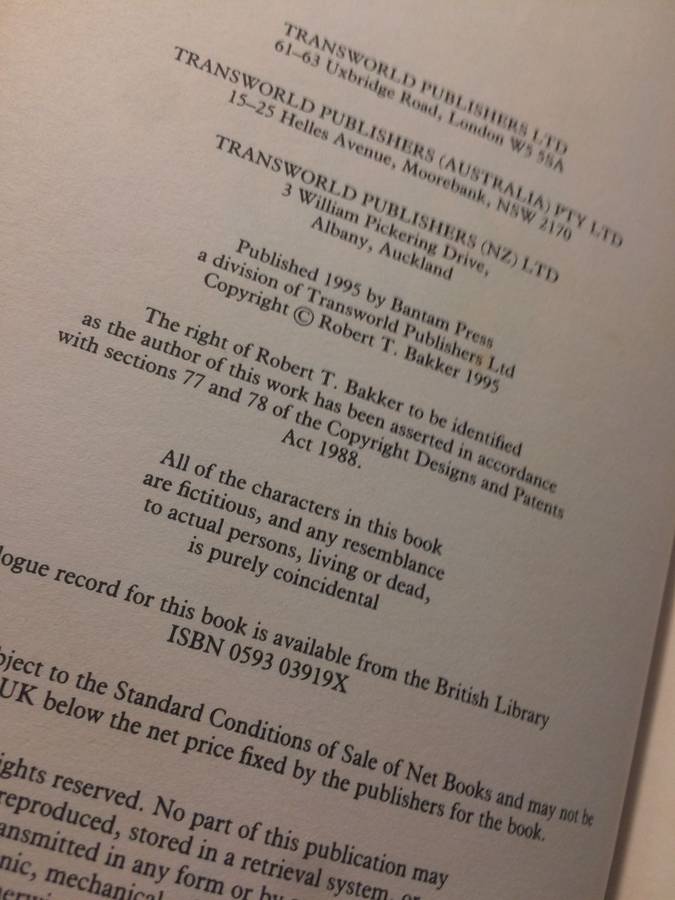 TRANSWORLD PUBLISHERS LTD
61–63 Uxbridge Road, London W5 5SA
TRANSWORLD PUBLISHERS (AUSTRALIA) PTY LTD
15–25 Helles Avenue, Moorebank, NSW 2170
TRANSWORLD PUBLISHERS (NZ) LTD
3 William Pickering Drive,
Albany, Auckland
Published 1995 by Bantam Press
a division of Transworld Publishers Ltd
Copyright © Robert T. Bakker 1995
The right of Robert T. Bakker to be identified
as the author of this work has been asserted in accordance
with sections 77 and 78 of the Copyright Designs and Patents
Act 1988.
All of the characters in this book
are fictitious, and any resemblance
to actual persons, living or dead,
is purely coincidental
logue record for this book is available from the British Library
ISBN 0593 03919X
bject to the Standard Conditions of Sale of Net Books and may not be
UK below the net price fixed by the publishers for the book.
ights reserved. No part of this publication may
reproduced, stored in a retrieval system, or
ansmitted in any form or by
nic, mechanical,